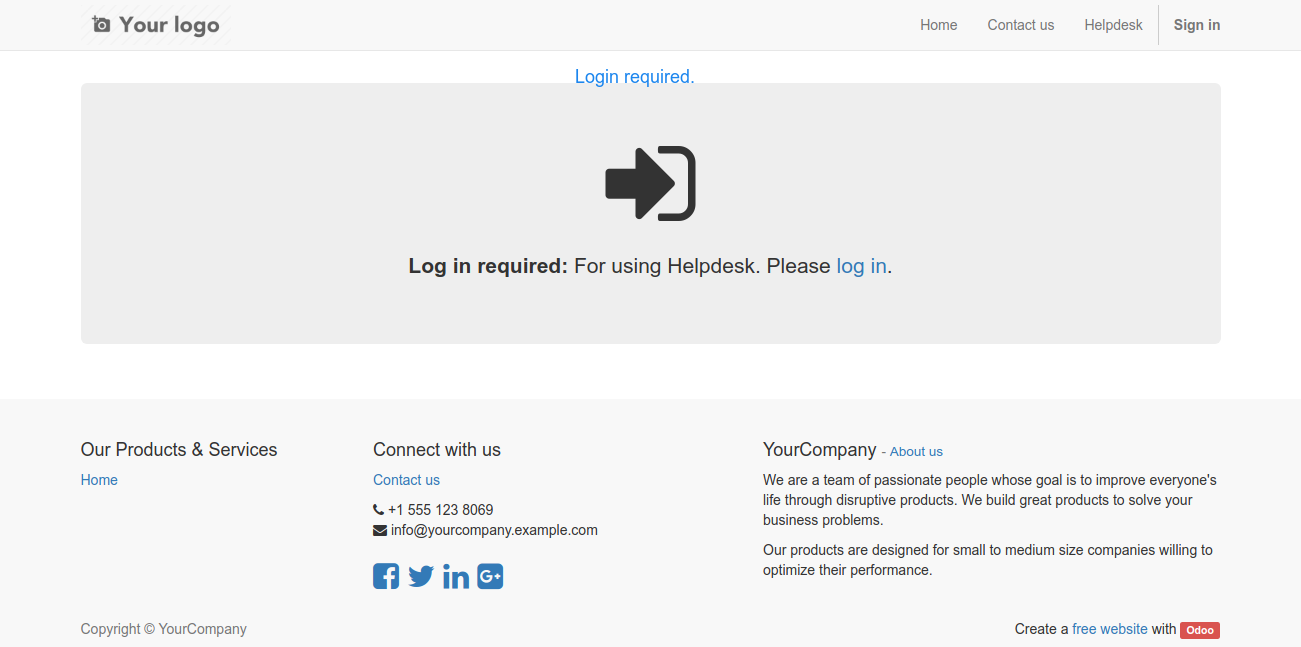 Your logo
Home Contact us Helpdesk Sign in
Login required.
Log in required: For using Helpdesk. Please log in.
Our Products & Services
Home
Connect with us
Contact us
+1 555 123 8069
info@yourcompany.example.com
YourCompany - About us
We are a team of passionate people whose goal is to improve everyone's
life through disruptive products. We build great products to solve your
business problems.
Our products are designed for small to medium size companies willing to
optimize their performance.
Copyright © YourCompany
Create a free website with Odoo